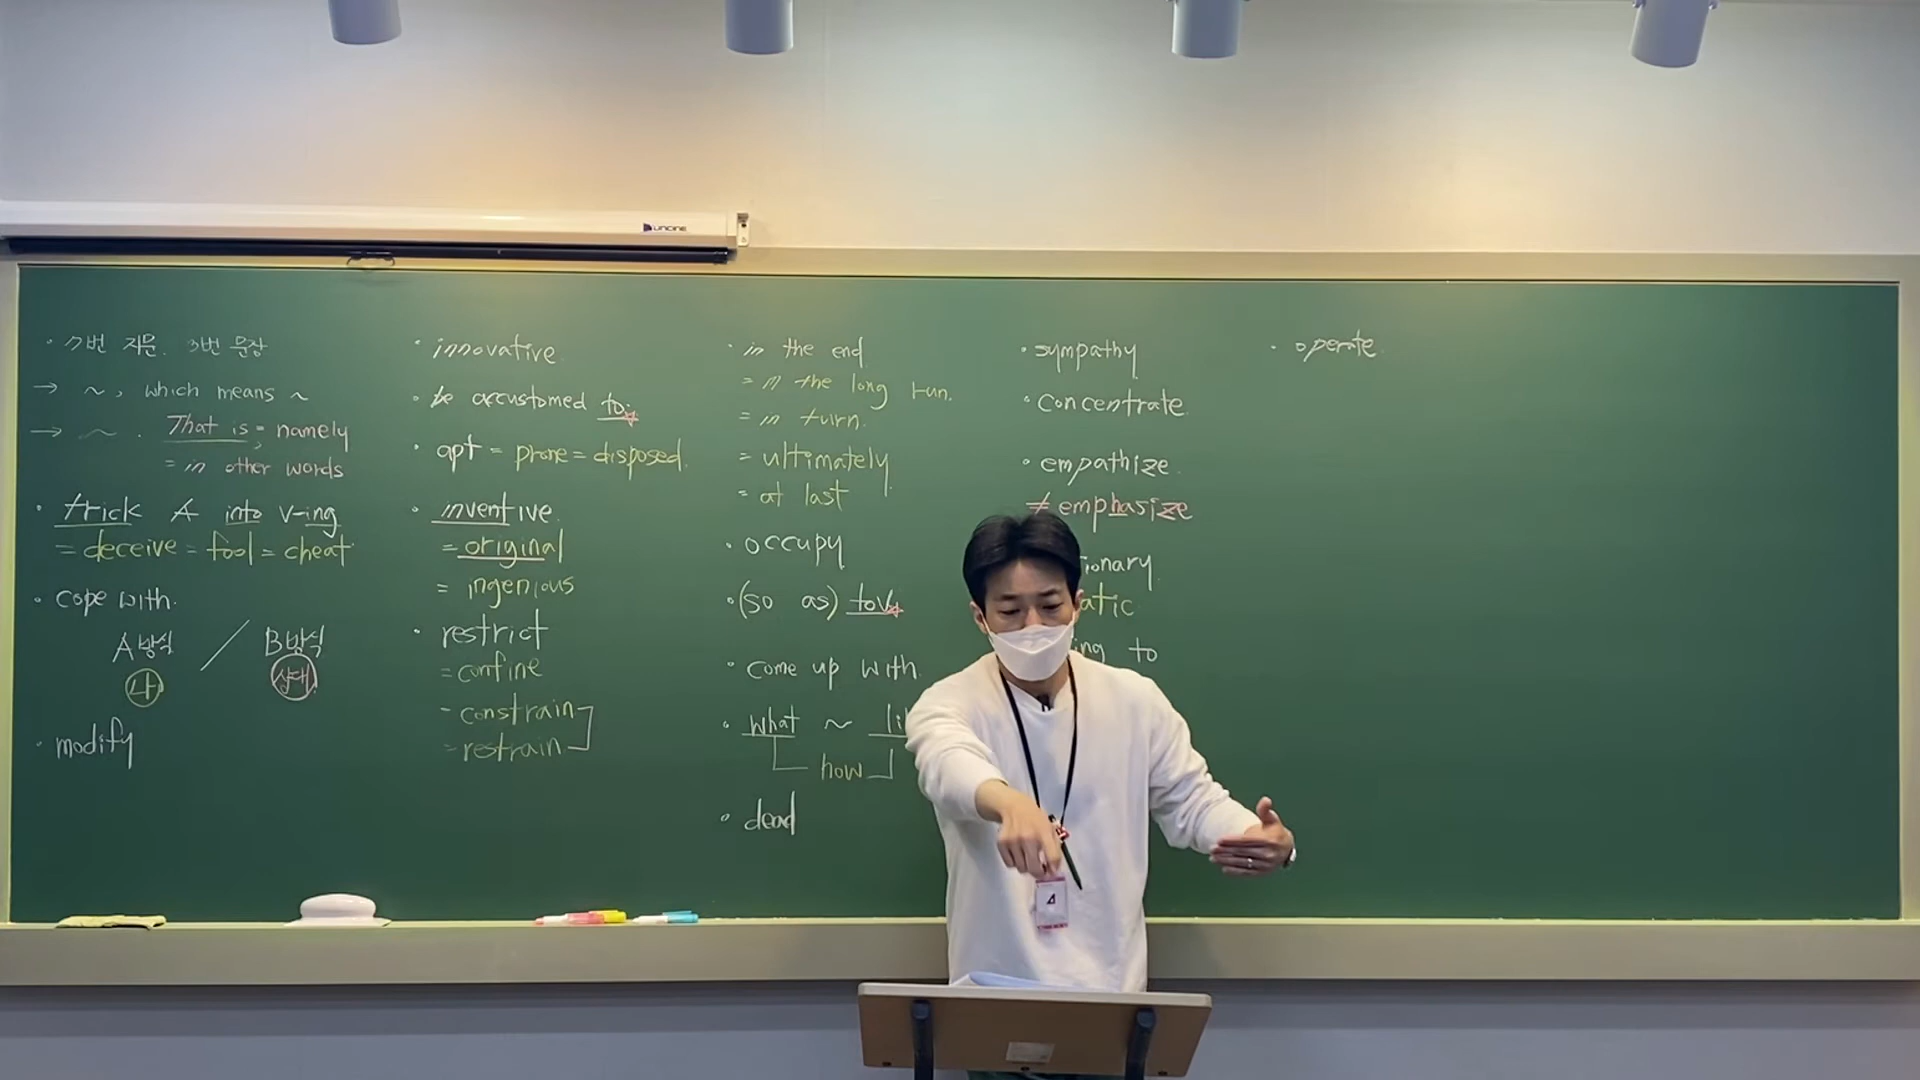 UNCINE
· 7번 지문. 3번 문장
→ ~, which means ~
→ ~. That is, = namely
= in other words
· trick A into v-ing
= deceive = fool = cheat
· cope with.
A방식 / B방식
나 상대
· modify
· innovative
· be accustomed to
· apt = prone = disposed.
· inventive.
= original
= ingenious
· restrict
= confine
= constrain
= restrain
· in the end
= in the long run.
= in turn.
= ultimately
= at last
· occupy
· (so as) to v
· come up with
· what ~ li
how
· dead
· sympathy
· concentrate
· empathize.
≠ emphasize
ionary
atic
ing to
· operate